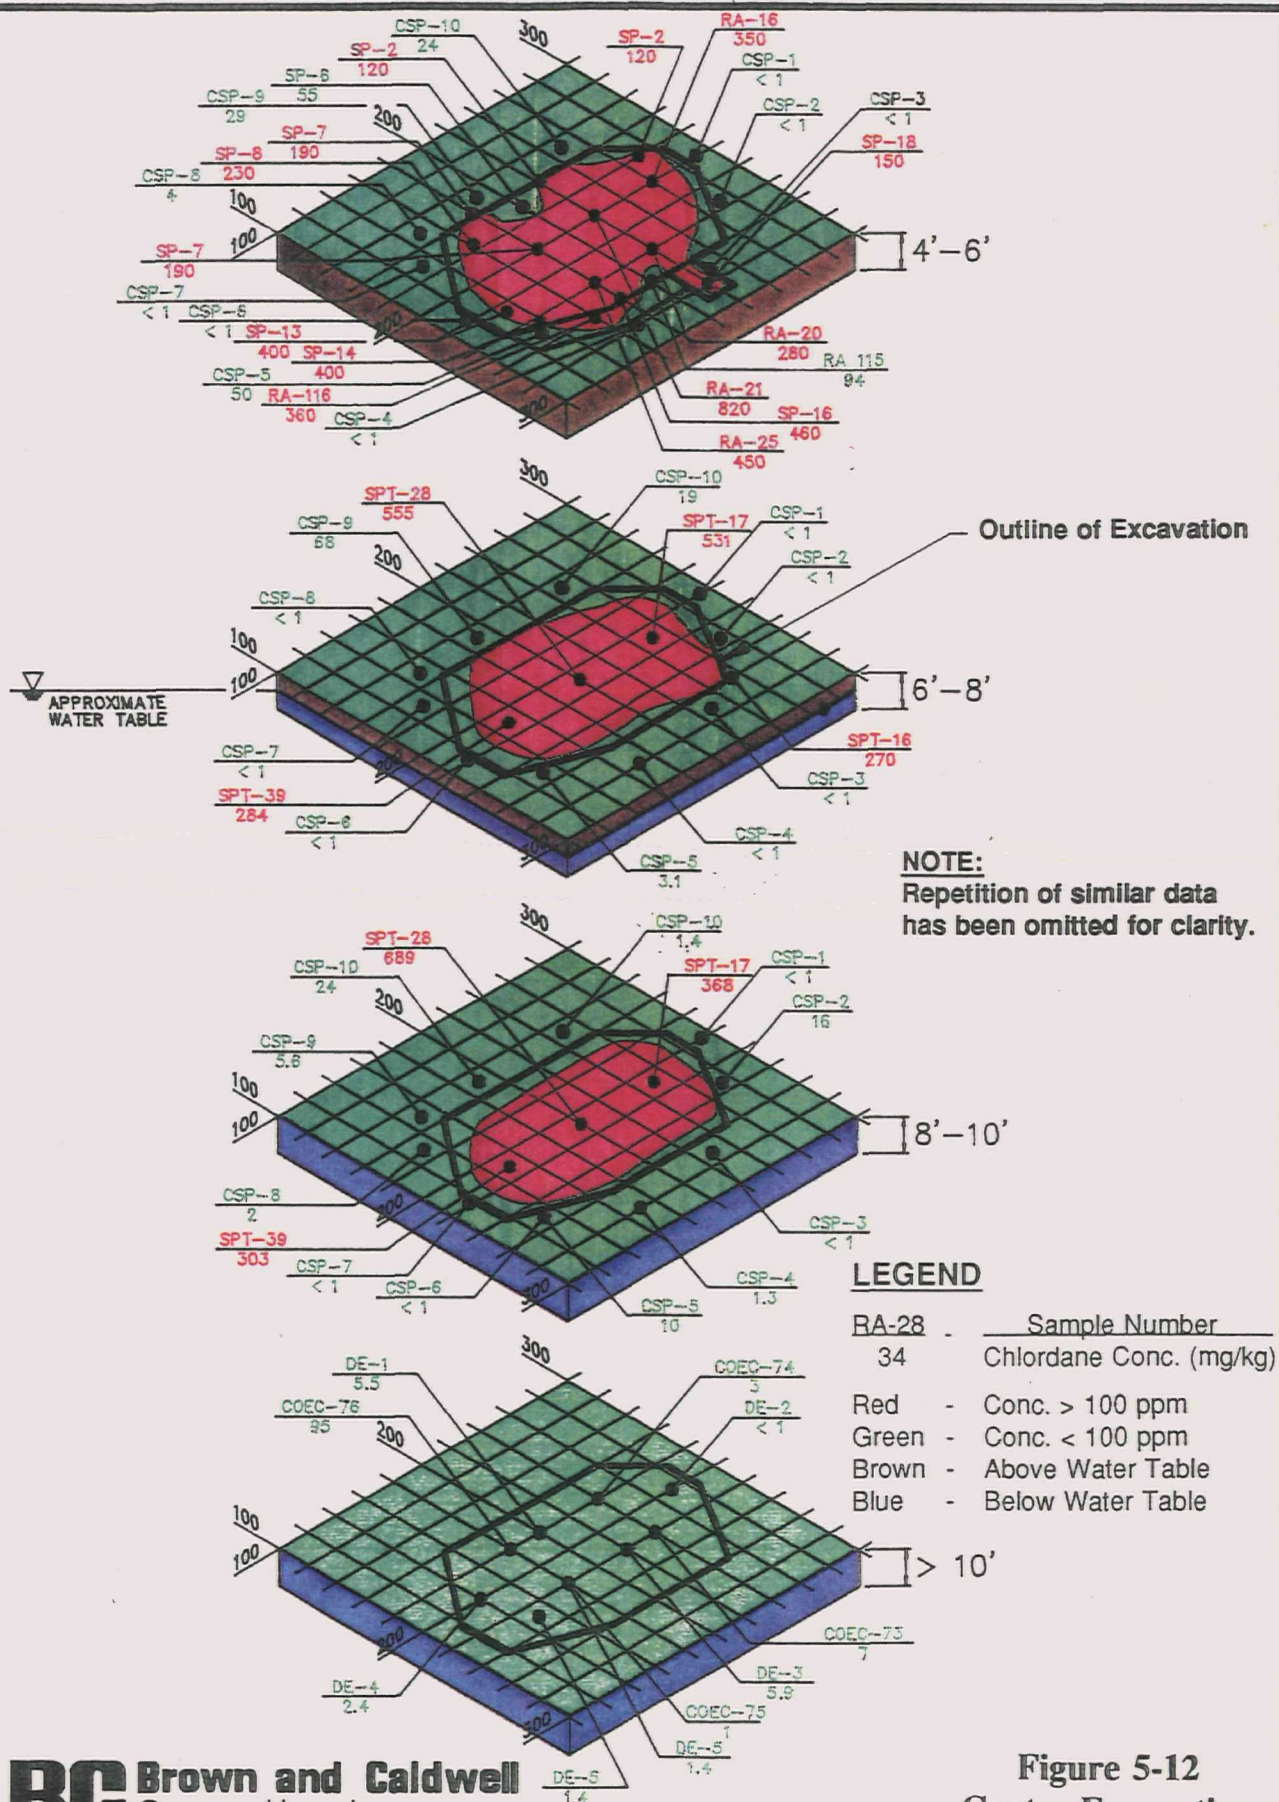 CSP-10
24
SP-2
120
SP-6
55
CSP-9
29
SP-7
190
SP-8
230
CSP-8
4
300
SP-2
120
RA-16
350
CSP-1
< 1
CSP-2
< 1
CSP-3
< 1
SP-18
150
200
100
100
4'-6'
SP-7
190
CSP-7
< 1
CSP-6
< 1
SP-13
400
SP-14
400
CSP-5
50
RA-116
360
CSP-4
< 1
200
300
RA-20
280
RA 115
94
RA-21
820
SP-16
460
RA-25
450
300
CSP-10
19
SPT-28
555
CSP-9
68
SPT-17
531
CSP-1
< 1
Outline of Excavation
CSP-2
< 1
200
CSP-8
< 1
100
100
6'-8'
APPROXIMATE
WATER TABLE
CSP-7
< 1
SPT-39
284
CSP-6
< 1
200
300
SPT-16
270
CSP-3
< 1
CSP-4
< 1
CSP-5
3.1
NOTE:
Repetition of similar data
has been omitted for clarity.
300
CSP-10
1.4
SPT-28
689
CSP-10
24
SPT-17
368
CSP-1
< 1
CSP-2
16
200
CSP-9
5.6
100
100
8'-10'
CSP-8
2
SPT-39
303
CSP-7
< 1
CSP-6
< 1
200
300
CSP-3
< 1
CSP-4
1.3
CSP-5
10
LEGEND
RA-28 - Sample Number
34 Chlordane Conc. (mg/kg)
Red - Conc. > 100 ppm
Green - Conc. < 100 ppm
Brown - Above Water Table
Blue - Below Water Table
300
DE-1
5.5
COEC-76
95
COEC-74
3
DE-2
< 1
200
100
100
> 10'
200
300
COEC-73
7
DE-4
2.4
DE-3
5.9
COEC-75
1
DE-5
1.4
DE-5
1.4
BC Brown and Caldwell
Figure 5-12